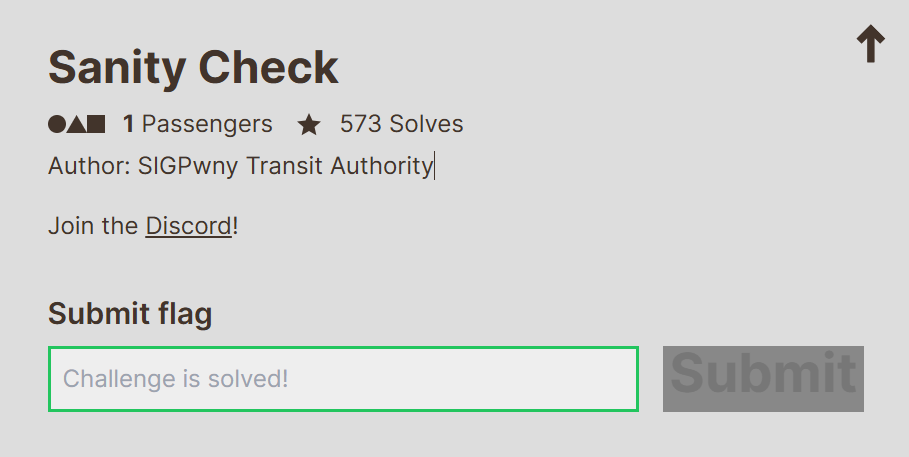 Sanity Check
1 Passengers ★ 573 Solves
Author: SIGPwny Transit Authority
Join the Discord!
Submit flag
Challenge is solved!
Submit